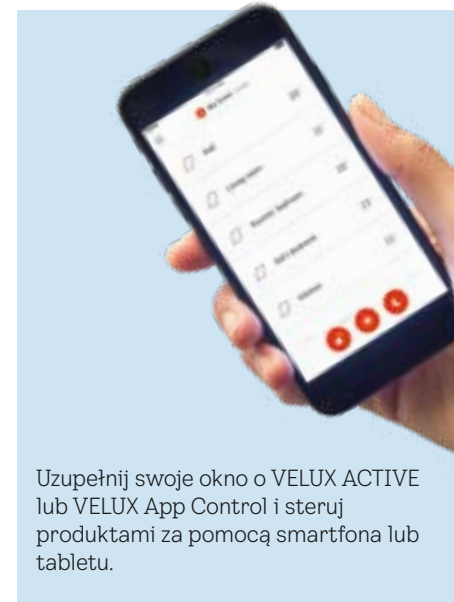 Uzupełnij swoje okno o VELUX ACTIVE
lub VELUX App Control i steruj
produktami za pomocą smartfona lub
tabletu.